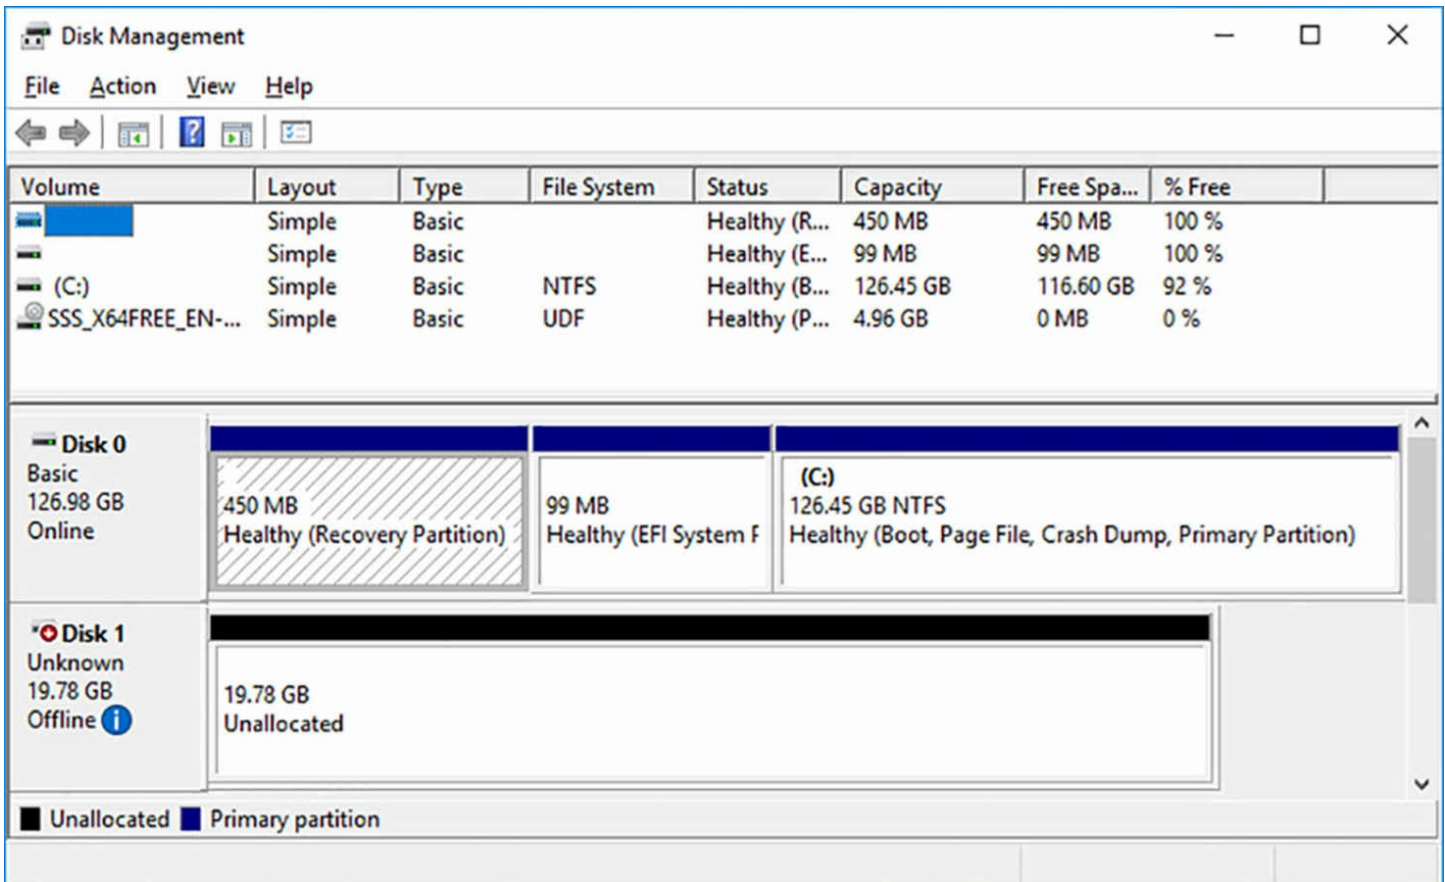 Disk Management
File Action View Help
Volume Layout Type File System Status Capacity Free Spa... % Free
Simple Basic Healthy (R... 450 MB 450 MB 100 %
Simple Basic Healthy (E... 99 MB 99 MB 100 %
(C:) Simple Basic NTFS Healthy (B... 126.45 GB 116.60 GB 92 %
SSS_X64FREE_EN-... Simple Basic UDF Healthy (P... 4.96 GB 0 MB 0 %
Disk 0
Basic
126.98 GB
Online
450 MB
Healthy (Recovery Partition)
99 MB
Healthy (EFI System P
(C:)
126.45 GB NTFS
Healthy (Boot, Page File, Crash Dump, Primary Partition)
Disk 1
Unknown
19.78 GB
Offline
19.78 GB
Unallocated
Unallocated Primary partition